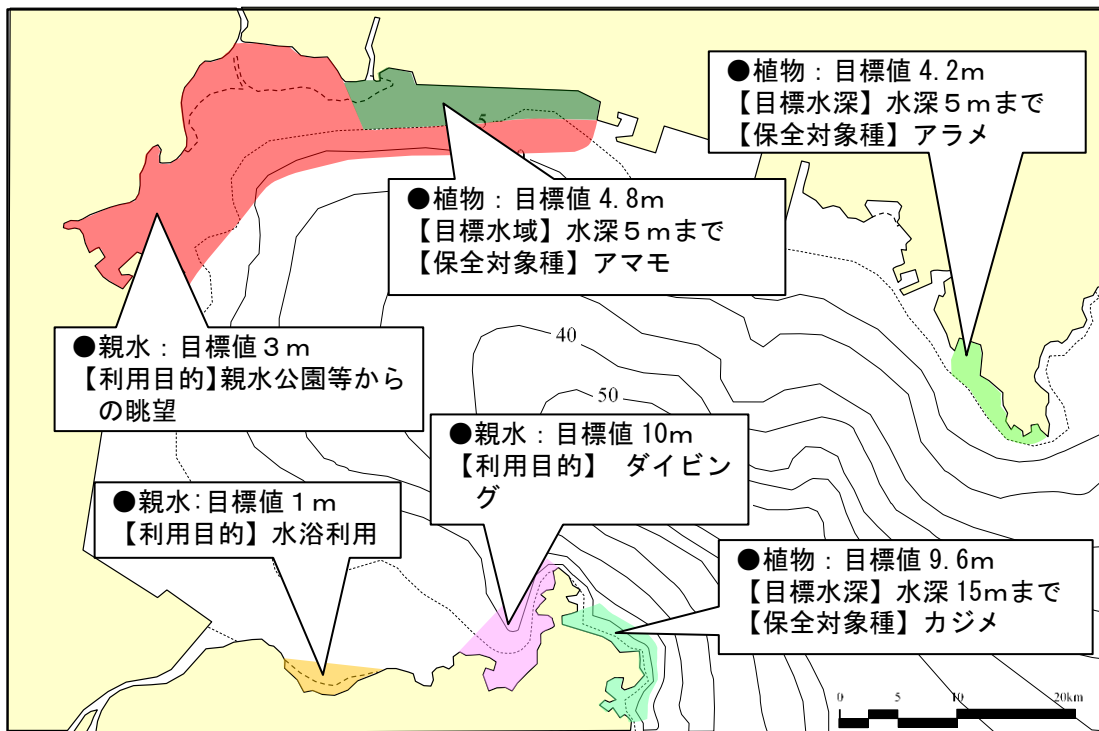 ●植物：目標値 4.2m
【目標水深】水深５ｍまで
【保全対象種】アラメ
5
●植物：目標値 4.8m
【目標水域】水深５ｍまで
【保全対象種】アマモ
●親水：目標値３ｍ
【利用目的】親水公園等から
の眺望
40
50
●親水：目標値 10ｍ
【利用目的】　ダイビン
グ
●親水：目標値１ｍ
【利用目的】水浴利用
●植物：目標値 9.6ｍ
【目標水深】水深 15ｍまで
【保全対象種】カジメ
0 5 10 20km